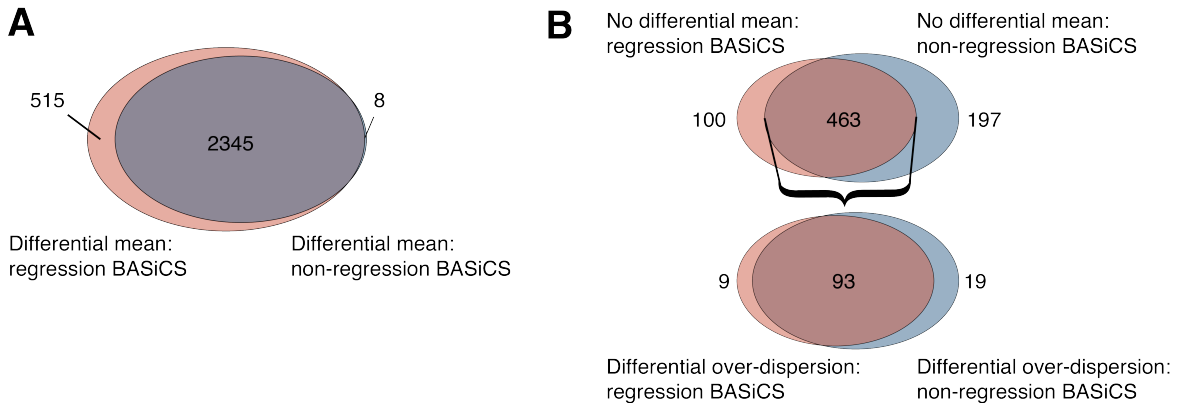 A
515
2345
8
Differential mean:
regression BASiCS
Differential mean:
non-regression BASiCS
B
No differential mean:
regression BASiCS
No differential mean:
non-regression BASiCS
100
463
197
9
93
19
Differential over-dispersion:
regression BASiCS
Differential over-dispersion:
non-regression BASiCS